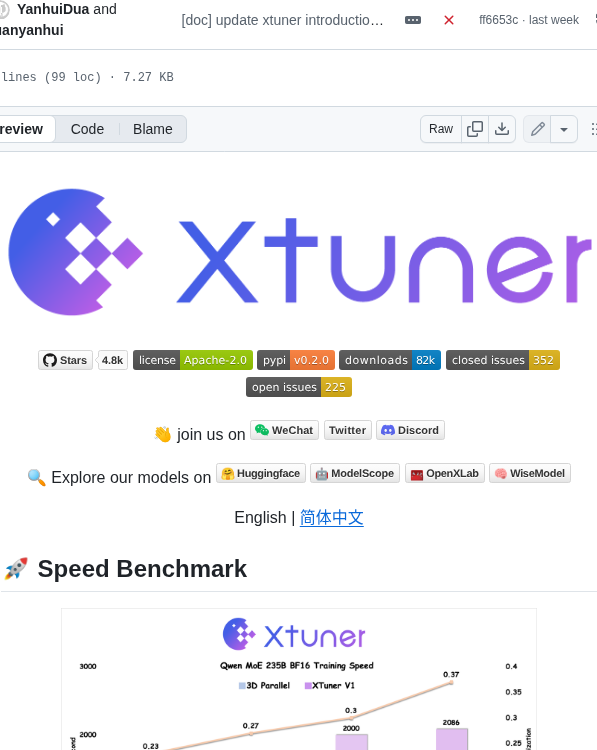 YanhuiDua and
[doc] update xtuner introductio…
ff6653c · last week
lines (99 loc) · 7.27 KB
Code
Blame
Raw
Xtuner
Stars 4.8k
license Apache-2.0
pypi v0.2.0
downloads 82k
closed issues 352
open issues 225
👋 join us on WeChat Twitter Discord
🔍 Explore our models on Huggingface ModelScope OpenXLab WiseModel
English | 简体中文
🚀 Speed Benchmark
Xtuner
Qwen MoE 235B BF16 Training Speed
3D Parallel XTuner V1
3000
0.37
0.4
0.35
0.3
0.3
2000
0.27
2000
2086
0.25
0.23